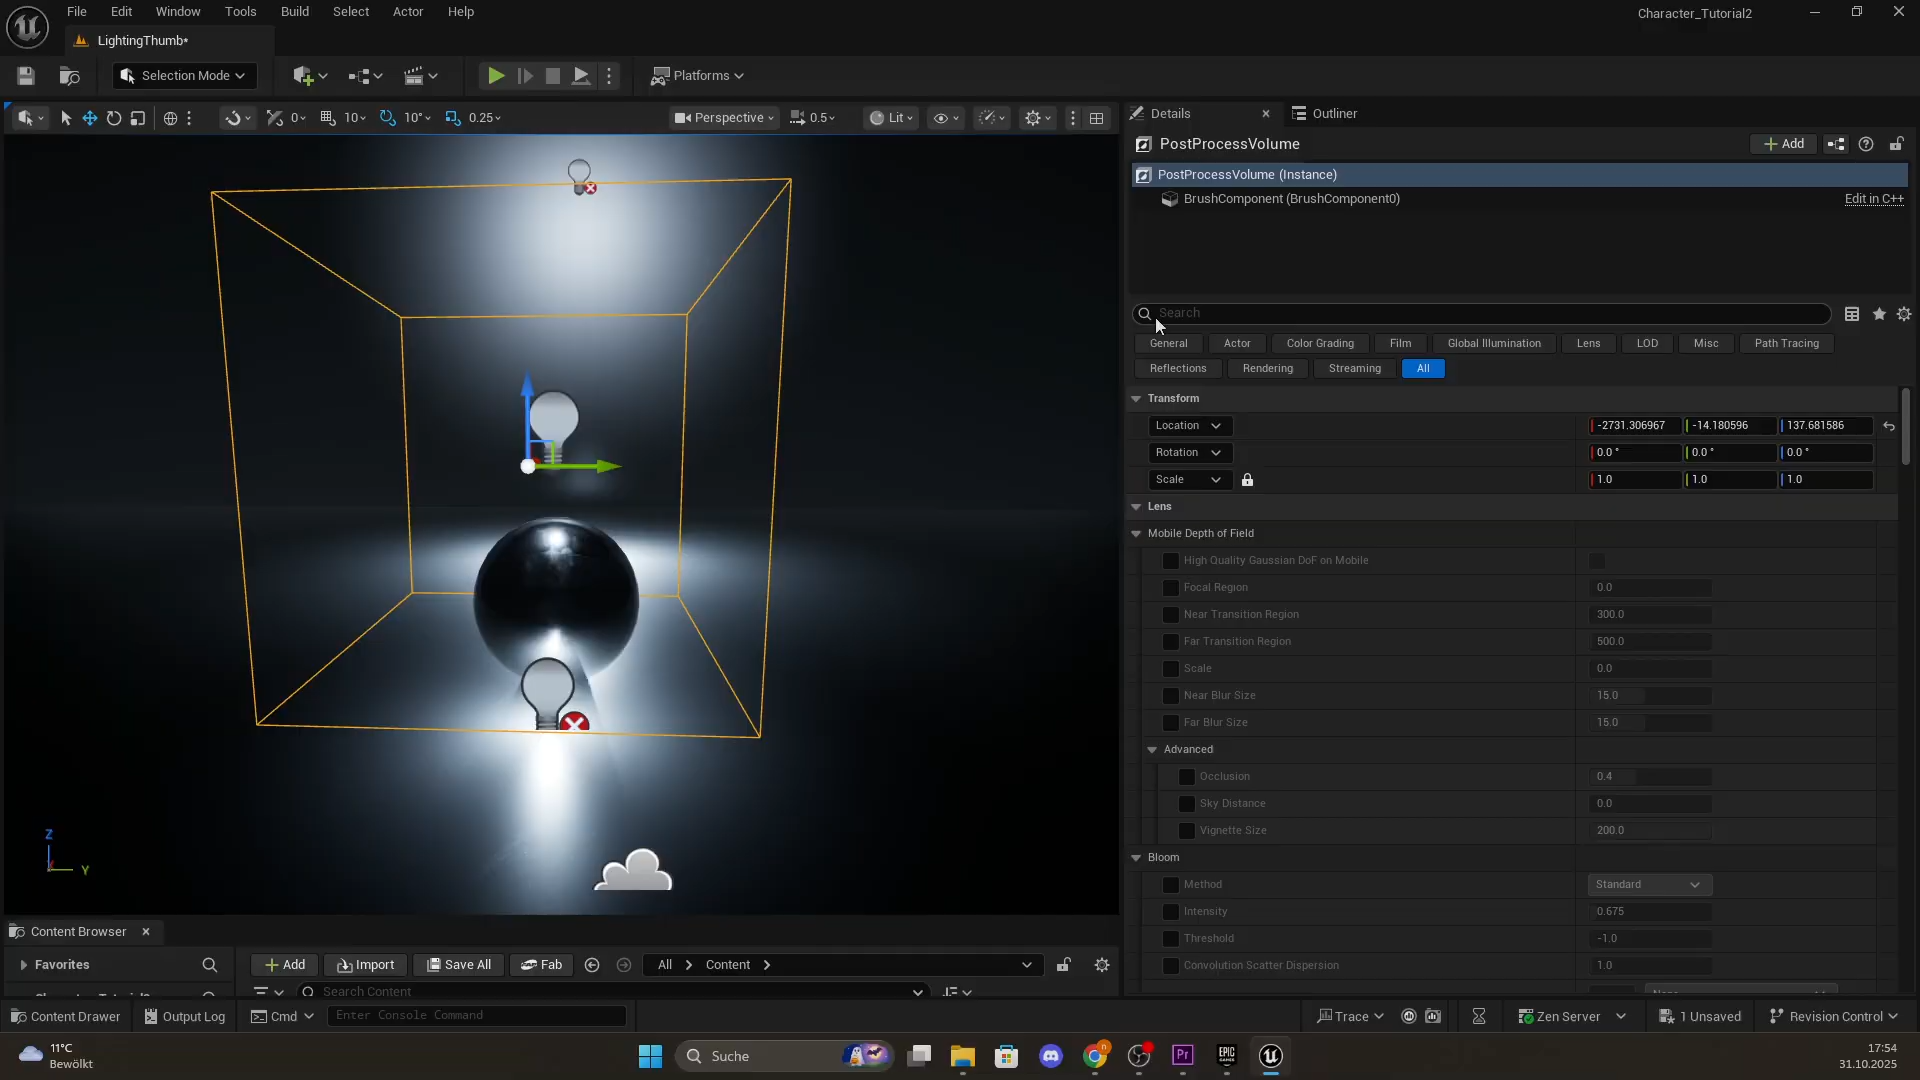 File Edit Window Tools Build Select Actor Help
Character_Tutorial2
LightingThumb*
Selection Mode
Platforms
0 10 10° 0.25
Perspective 0.5 Lit
Details Outliner
PostProcessVolume
Add
PostProcessVolume (Instance)
BrushComponent (BrushComponent0) Edit in C++
Search
General Actor Color Grading Film Global Illumination Lens LOD Misc Path Tracing
Reflections Rendering Streaming All
Transform
Location -2731.306967 -14.180596 137.681586
Rotation 0.0 ° 0.0 ° 0.0 °
Scale 1.0 1.0 1.0
Lens
Mobile Depth of Field
High Quality Gaussian DoF on Mobile
Focal Region 0.0
Near Transition Region 300.0
Far Transition Region 500.0
Scale 0.0
Near Blur Size 15.0
Far Blur Size 15.0
Advanced
Occlusion 0.4
Sky Distance 0.0
Vignette Size 200.0
Bloom
Method Standard
Intensity 0.675
Threshold -1.0
Convolution Scatter Dispersion 1.0
Z
Y
Content Browser
Favorites
Add Import Save All Fab All Content
Search Content
Content Drawer Output Log Cmd Enter Console Command
Trace Zen Server 1 Unsaved Revision Control
11°C
Bewölkt
Suche
Pr
EPIC
GAMES
17:54
31.10.2025